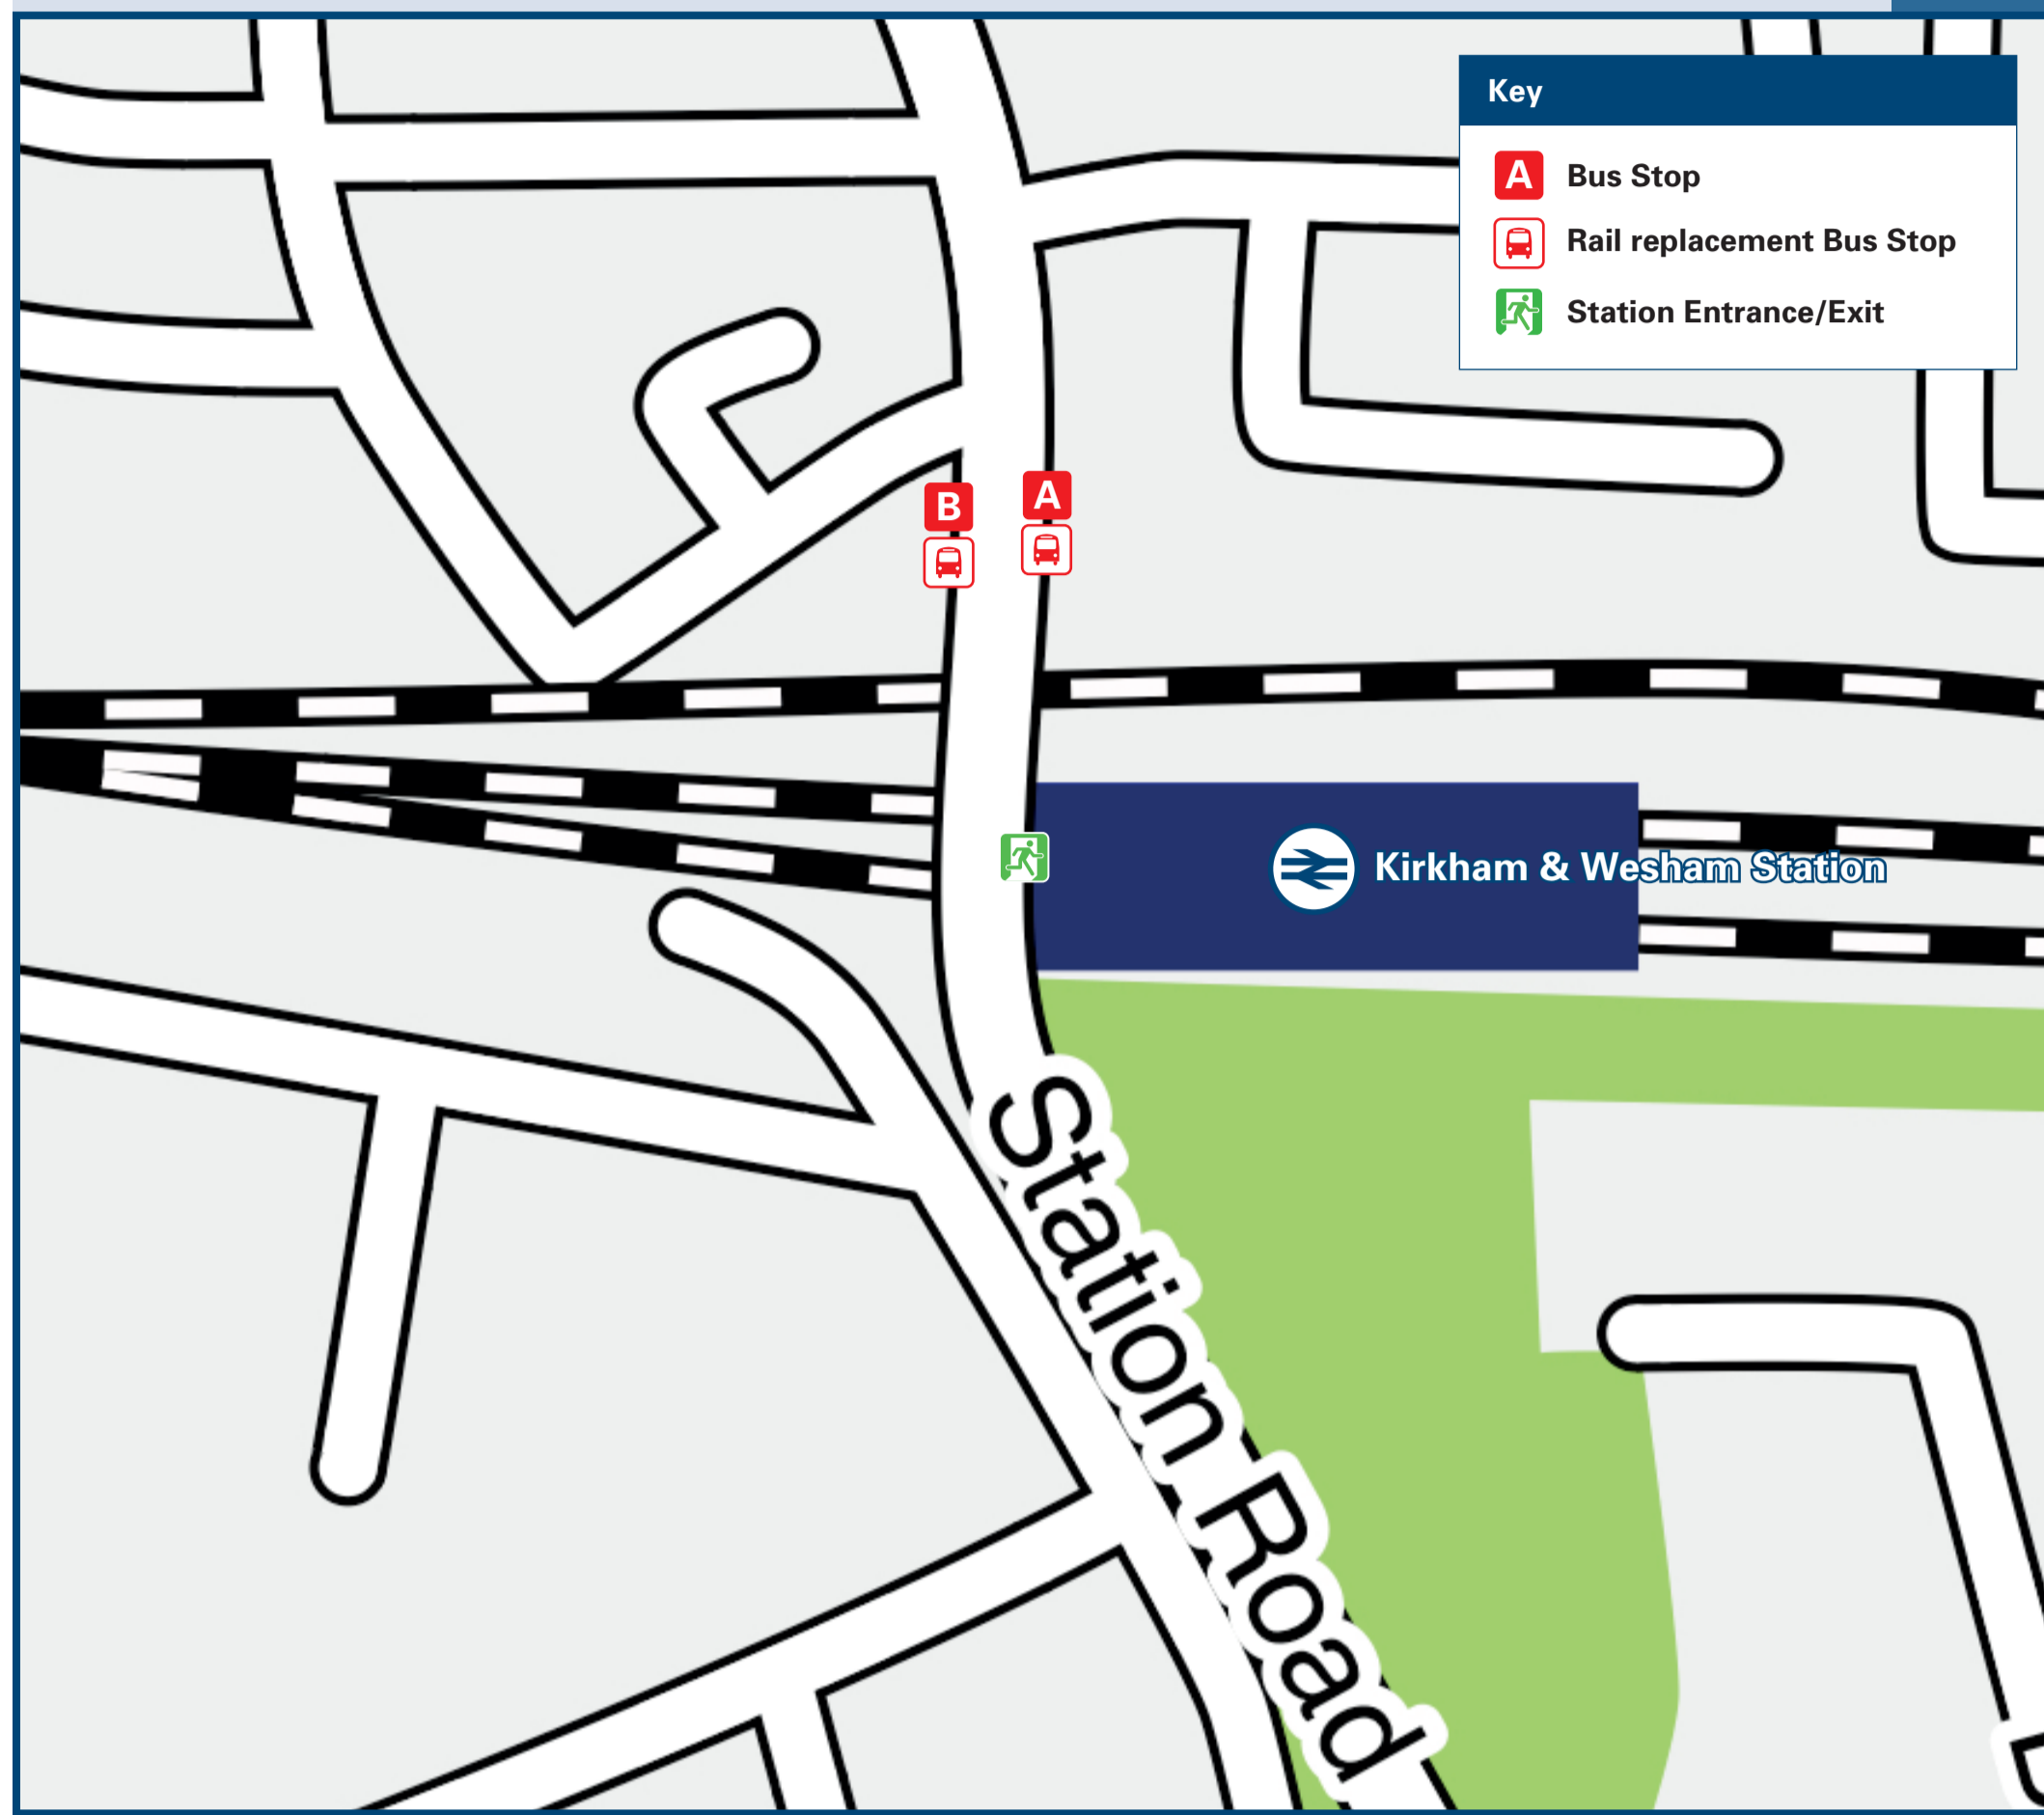 Key
A Bus Stop
Rail replacement Bus Stop
Station Entrance/Exit
A
B
Kirkham & Wesham Station
Station Road